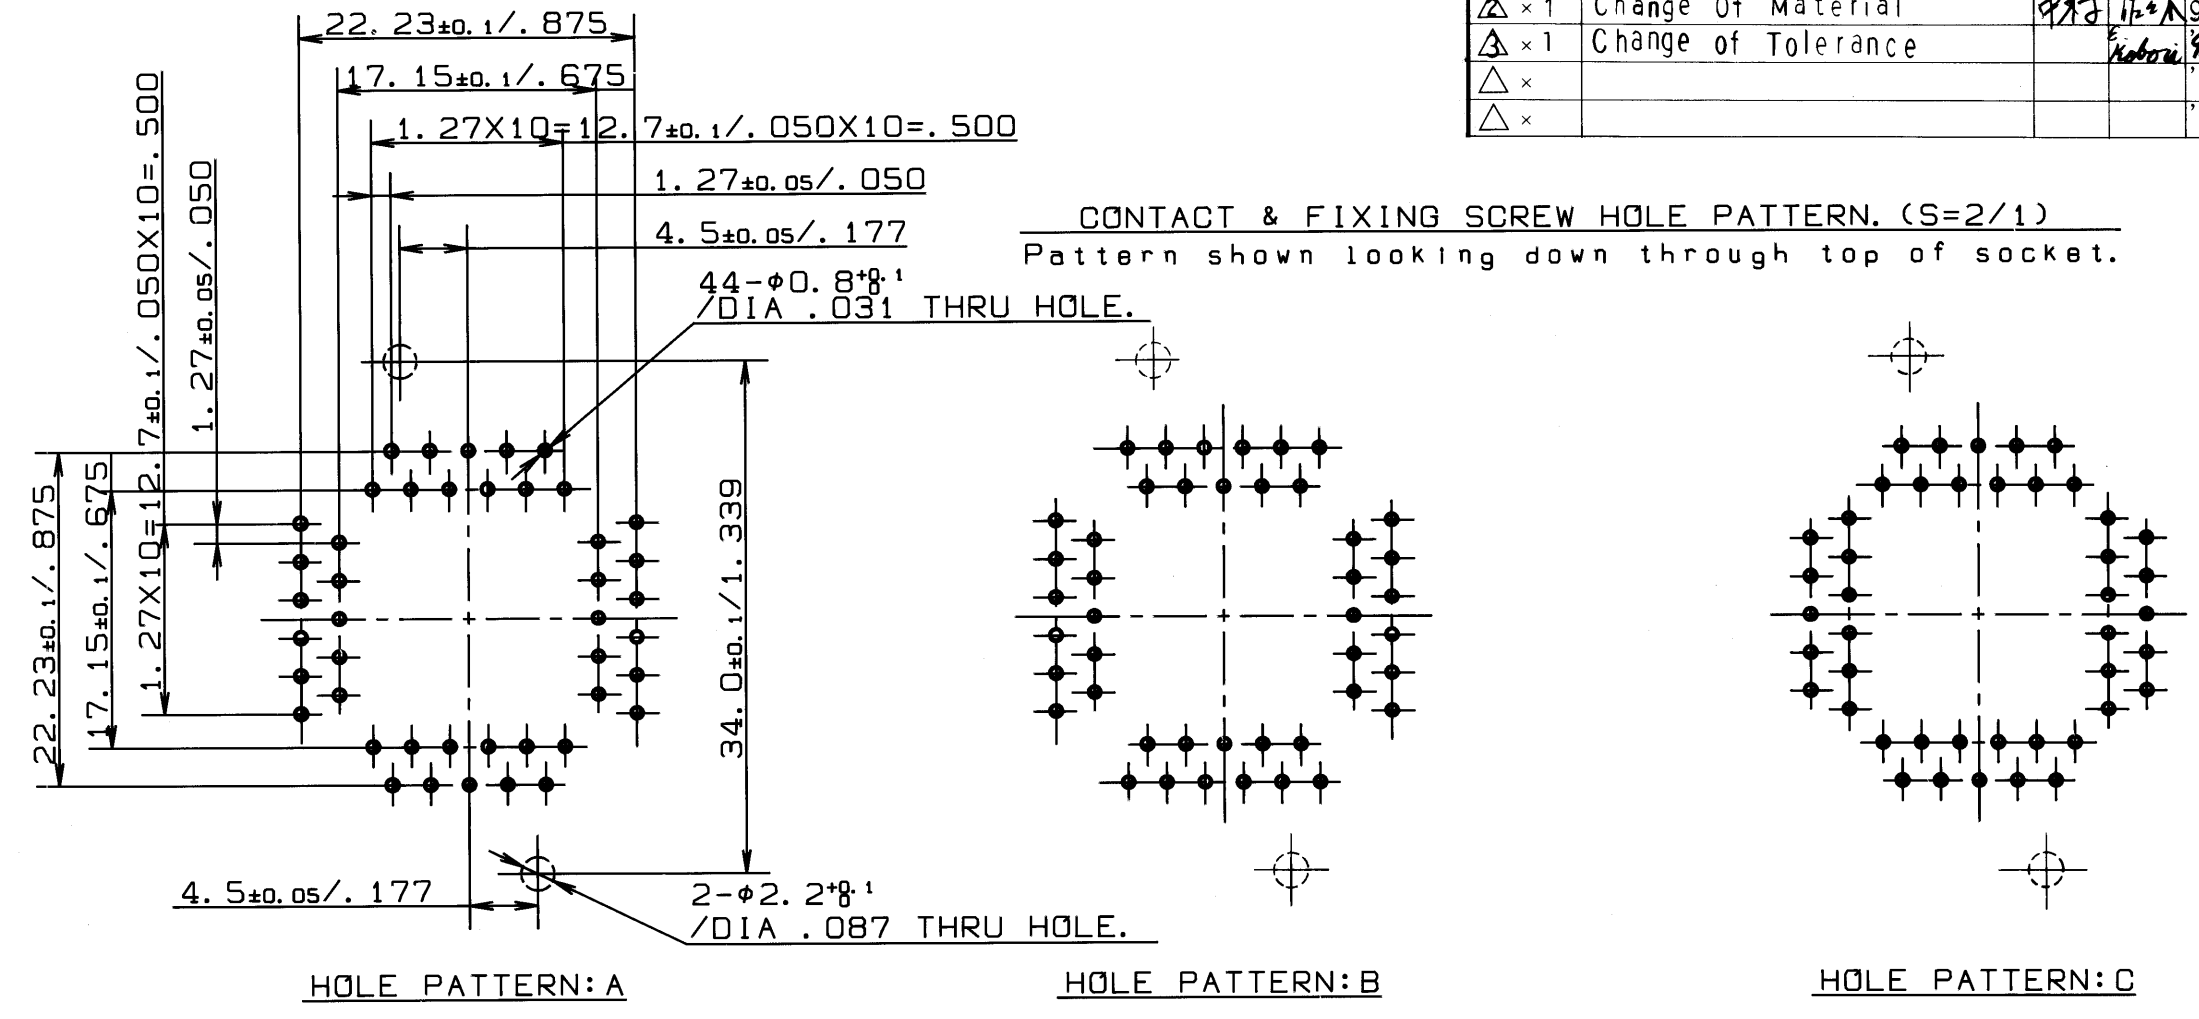 2 × 1 Change Of Material
3 × 1 Change of Tolerance Kobori
×
×
22.23±0.1/.875
17.15±0.1/.675
1.27X10=12.7±0.1/.050X10=.500
1.27±0.05/.050
4.5±0.05/.177
44-φ0.8+0.1 0
/DIA .031 THRU HOLE.
1.27X10=12.7±0.1/.050X10=.500
1.27±0.05/.050
22.23±0.1/.875
17.15±0.1/.675
34.0±0.1/1.339
CONTACT & FIXING SCREW HOLE PATTERN. (S=2/1)
Pattern shown looking down through top of socket.
4.5±0.05/.177
2-φ2.2+0.1 0
/DIA .087 THRU HOLE.
HOLE PATTERN:A
HOLE PATTERN:B
HOLE PATTERN:C